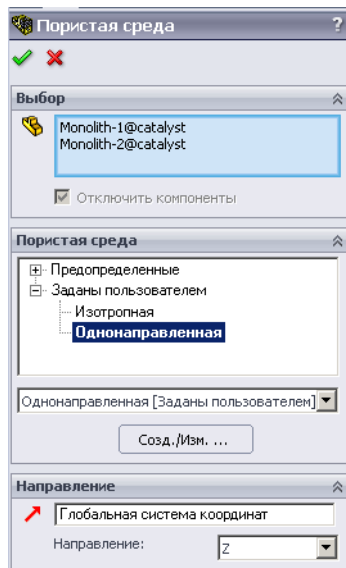 Пористая среда ?
Выбор
Monolith-1@catalyst
Monolith-2@catalyst
Отключить компоненты
Пористая среда
Предопределенные
Заданы пользователем
Изотропная
Однонаправленная
Однонаправленная [Заданы пользователем]
Созд./Изм. ...
Направление
Глобальная система координат
Направление: Z